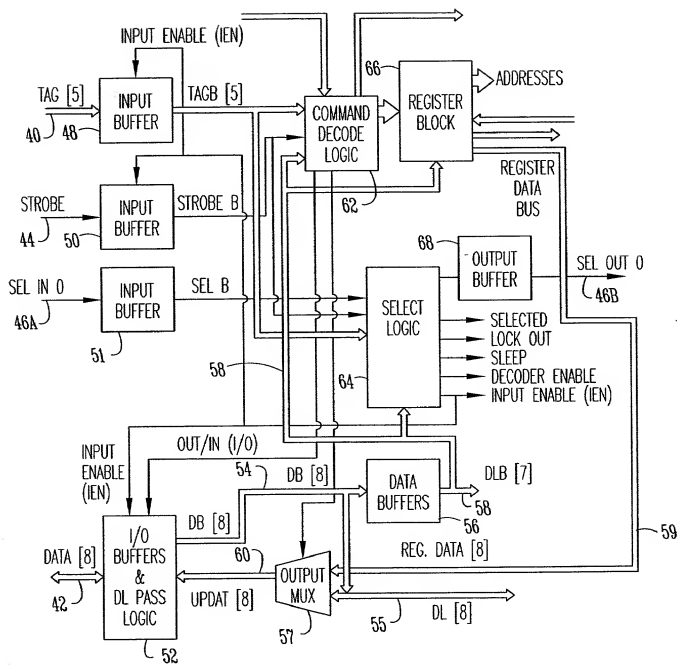 INPUT ENABLE (IEN)
66
TAG [5]
TAGB [5]
INPUT
BUFFER
40
48
COMMAND
DECODE
LOGIC
62
REGISTER
BLOCK
ADDRESSES
REGISTER
DATA
BUS
STROBE
44
INPUT
BUFFER
50
STROBE B
68
OUTPUT
BUFFER
SEL OUT 0
46B
SEL IN 0
46A
INPUT
BUFFER
51
SEL B
SELECT
LOGIC
64
58
SELECTED
LOCK OUT
SLEEP
DECODER ENABLE
INPUT ENABLE (IEN)
INPUT
ENABLE
(IEN)
OUT/IN (I/O)
54
DB [8]
DB [8]
DATA
BUFFERS
56
DLB [7]
58
59
DATA [8]
42
I/O
BUFFERS
&
DL PASS
LOGIC
52
60
UPDAT [8]
OUTPUT
MUX
57
REG. DATA [8]
55
DL [8]